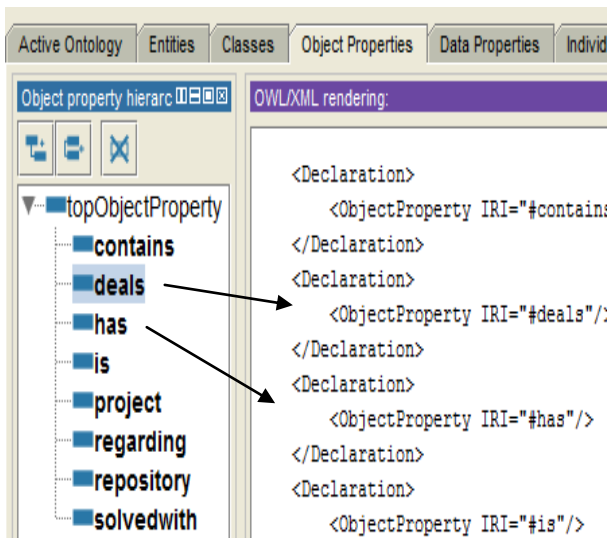 Active Ontology Entities Classes Object Properties Data Properties Individ
Object property hierarc
OWL/XML rendering:
topObjectProperty
contains
deals
has
is
project
regarding
repository
solvedwith
<Declaration>
<ObjectProperty IRI="#contains
</Declaration>
<Declaration>
<ObjectProperty IRI="#deals"/>
</Declaration>
<Declaration>
<ObjectProperty IRI="#has"/>
</Declaration>
<Declaration>
<ObjectProperty IRI="#is"/>